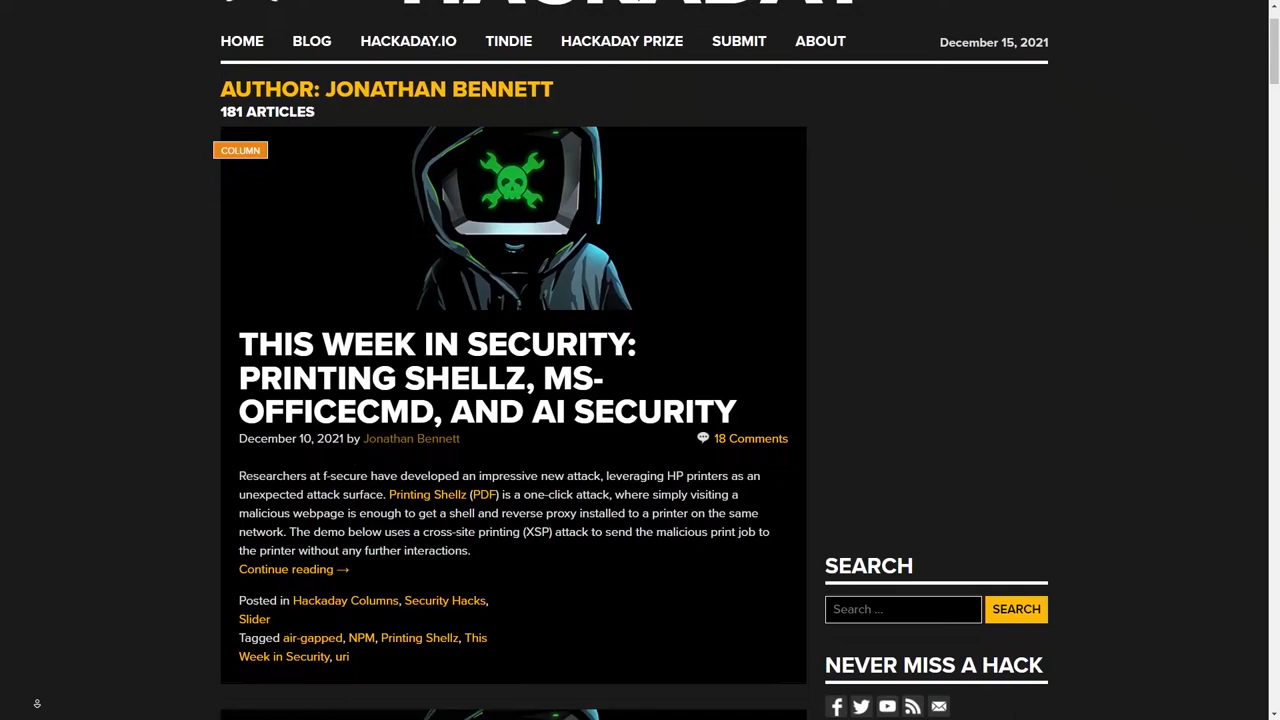 HACKADAY
HOME BLOG HACKADAY.IO TINDIE HACKADAY PRIZE SUBMIT ABOUT December 15, 2021
AUTHOR: JONATHAN BENNETT
181 ARTICLES
COLUMN
THIS WEEK IN SECURITY:
PRINTING SHELLZ, MS-
OFFICECMD, AND AI SECURITY
December 10, 2021 by Jonathan Bennett
18 Comments
Researchers at f-secure have developed an impressive new attack, leveraging HP printers as an
unexpected attack surface. Printing Shellz (PDF) is a one-click attack, where simply visiting a
malicious webpage is enough to get a shell and reverse proxy installed to a printer on the same
network. The demo below uses a cross-site printing (XSP) attack to send the malicious print job to
the printer without any further interactions.
Continue reading →
Posted in Hackaday Columns, Security Hacks,
Slider
Tagged air-gapped, NPM, Printing Shellz, This
Week in Security, uri
SEARCH
Search ... SEARCH
NEVER MISS A HACK